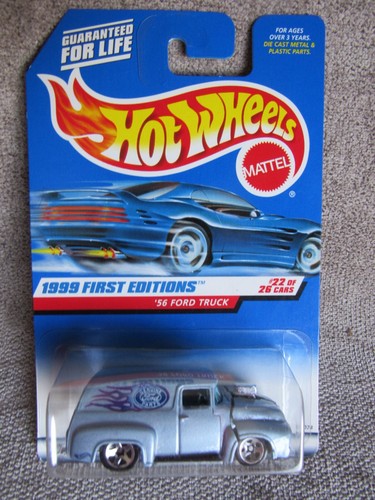 GUARANTEED
FOR LIFE
FOR AGES
OVER 3 YEARS.
DIE CAST METAL &
PLASTIC PARTS.
HOT WHEELS
MATTEL
®
1999 FIRST EDITIONS™
#22 OF
26 CARS
'56 FORD TRUCK